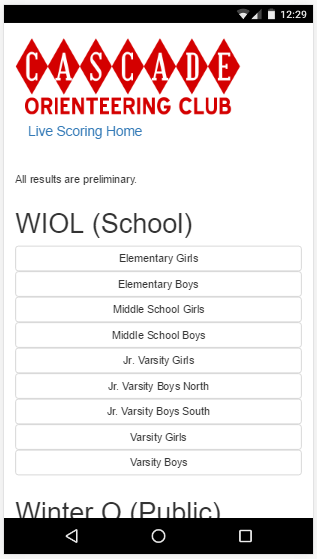 12:29
CASCADE
ORIENTEERING CLUB
Live Scoring Home
All results are preliminary.
WIOL (School)
Elementary Girls
Elementary Boys
Middle School Girls
Middle School Boys
Jr. Varsity Girls
Jr. Varsity Boys North
Jr. Varsity Boys South
Varsity Girls
Varsity Boys
Winter O (Public)